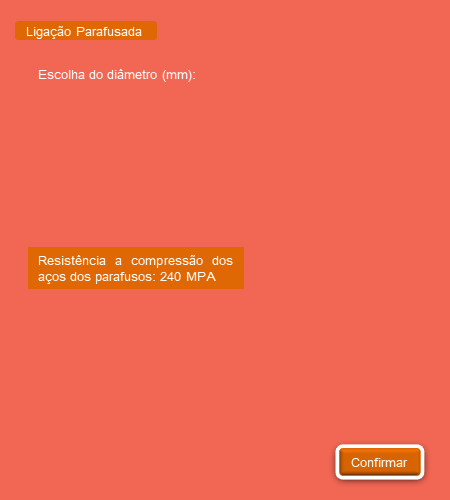 Ligação Parafusada
Escolha do diâmetro (mm):
Resistência a compressão dos
aços dos parafusos: 240 MPA
Confirmar